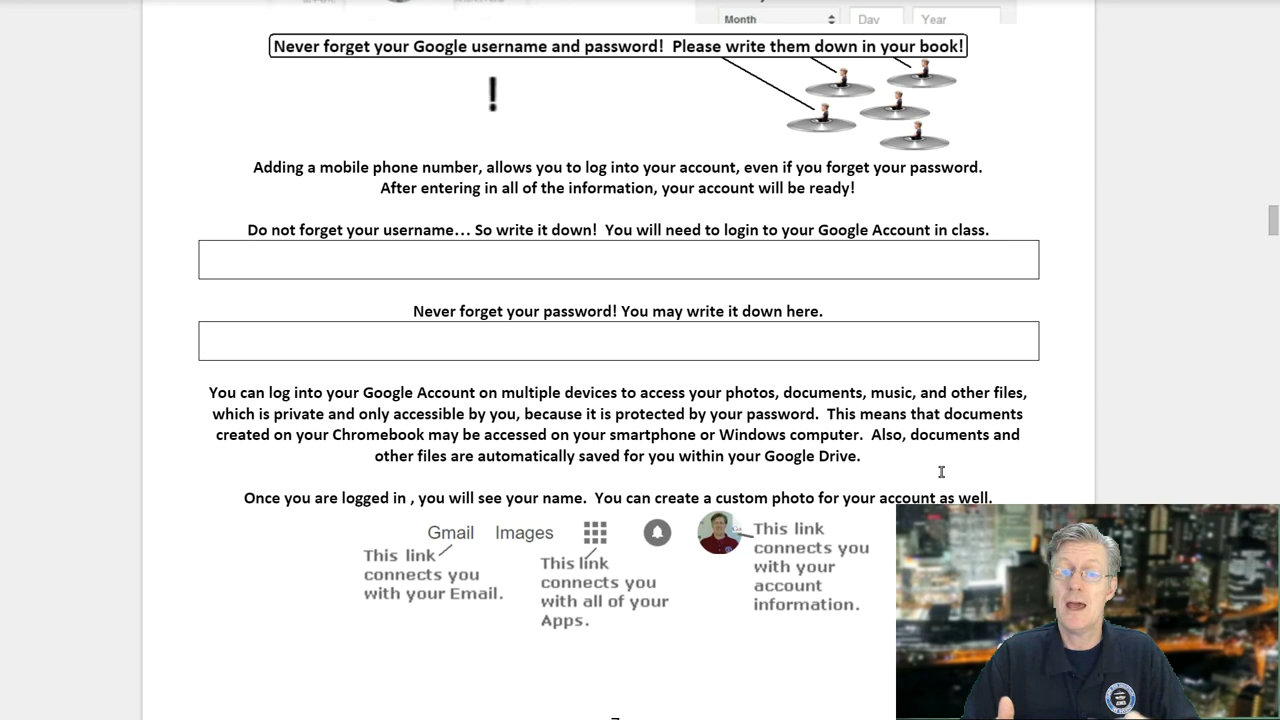 Month Day Year
Never forget your Google username and password!  Please write them down in your book!
!
Adding a mobile phone number, allows you to log into your account, even if you forget your password.
After entering in all of the information, your account will be ready!
Do not forget your username... So write it down!  You will need to login to your Google Account in class.
Never forget your password! You may write it down here.
You can log into your Google Account on multiple devices to access your photos, documents, music, and other files,
which is private and only accessible by you, because it is protected by your password.  This means that documents
created on your Chromebook may be accessed on your smartphone or Windows computer.  Also, documents and
other files are automatically saved for you within your Google Drive.
Once you are logged in , you will see your name.  You can create a custom photo for your account as well.
Gmail Images
This link
connects you
with your Email.
This link
connects you
with all of your
Apps.
This link
connects you
with your
account
information.